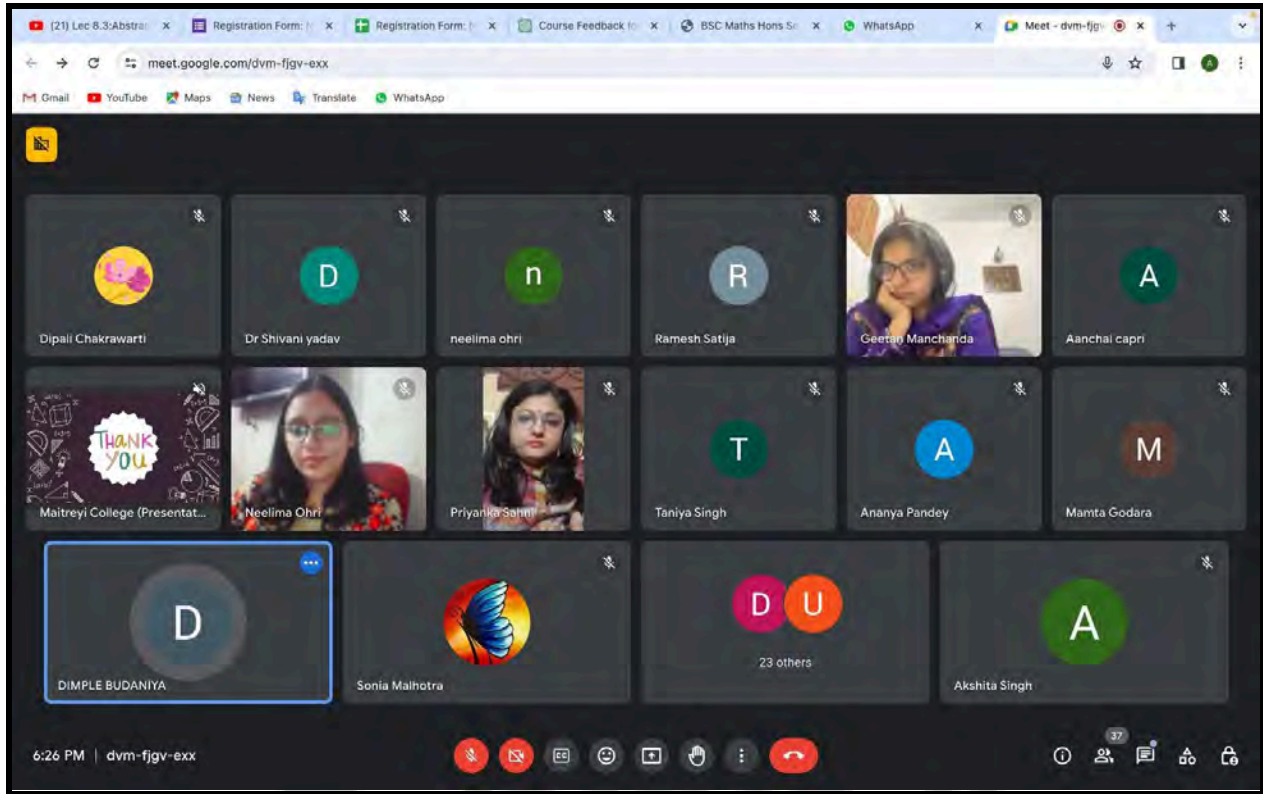 (21) Lec 8.3:Abstrac
Registration Form: N
Registration Form: N
Course Feedback fo
BSC Maths Hons Se
WhatsApp
Meet - dvm-fjgv
meet.google.com/dvm-fjgv-exx
Gmail
YouTube
Maps
News
Translate
WhatsApp
Dipali Chakrawarti
D
Dr Shivani yadav
n
neelima ohri
R
Ramesh Satija
Geetan Manchanda
A
Aanchal capri
THANK
YOU
Maitreyi College (Presentat...
Neelima Ohri
Priyanka Sahni
T
Taniya Singh
A
Ananya Pandey
M
Mamta Godara
D
DIMPLE BUDANIYA
Sonia Malhotra
D U
23 others
A
Akshita Singh
6:26 PM | dvm-fjgv-exx
CC
37